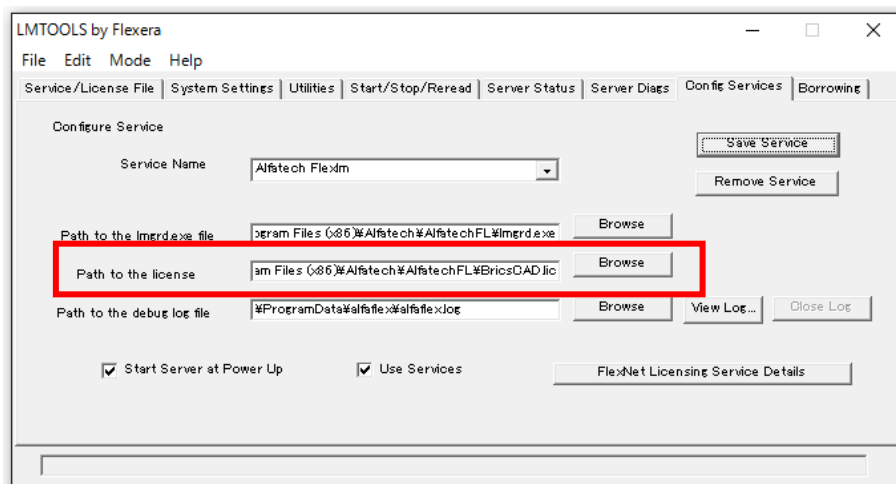 LMTOOLS by Flexera
File Edit Mode Help
Service/License File System Settings Utilities Start/Stop/Reread Server Status Server Diags Config Services Borrowing
Configure Service
Save Service
Service Name
Alfatech Flexlm
Remove Service
Path to the lmgrd.exe file
ogram Files (x86)¥Alfatech¥AlfatechFL¥lmgrd.exe
Browse
Path to the license
am Files (x86)¥Alfatech¥AlfatechFL¥BricsCAD.lic
Browse
Path to the debug log file
¥ProgramData¥alfaflex¥alfaflex.log
Browse
View Log...
Close Log
Start Server at Power Up
Use Services
FlexNet Licensing Service Details